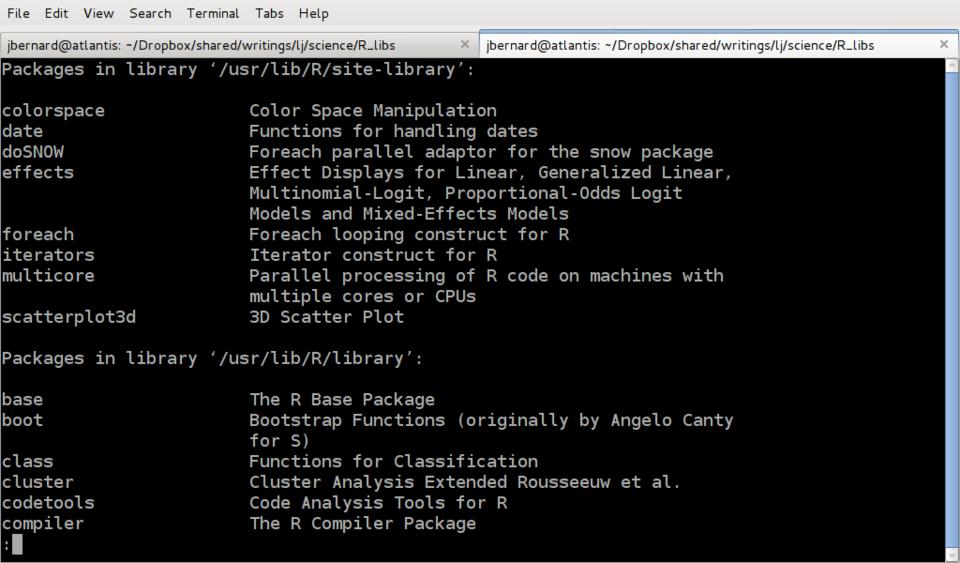 File Edit View Search Terminal Tabs Help
jbernard@atlantis: ~/Dropbox/shared/writings/lj/science/R_libs × jbernard@atlantis: ~/Dropbox/shared/writings/lj/science/R_libs ×
Packages in library ‘/usr/lib/R/site-library’:
colorspace Color Space Manipulation
date Functions for handling dates
doSNOW Foreach parallel adaptor for the snow package
effects Effect Displays for Linear, Generalized Linear,
Multinomial-Logit, Proportional-Odds Logit
Models and Mixed-Effects Models
foreach Foreach looping construct for R
iterators Iterator construct for R
multicore Parallel processing of R code on machines with
multiple cores or CPUs
scatterplot3d 3D Scatter Plot
Packages in library ‘/usr/lib/R/library’:
base The R Base Package
boot Bootstrap Functions (originally by Angelo Canty
for S)
class Functions for Classification
cluster Cluster Analysis Extended Rousseeuw et al.
codetools Code Analysis Tools for R
compiler The R Compiler Package
: